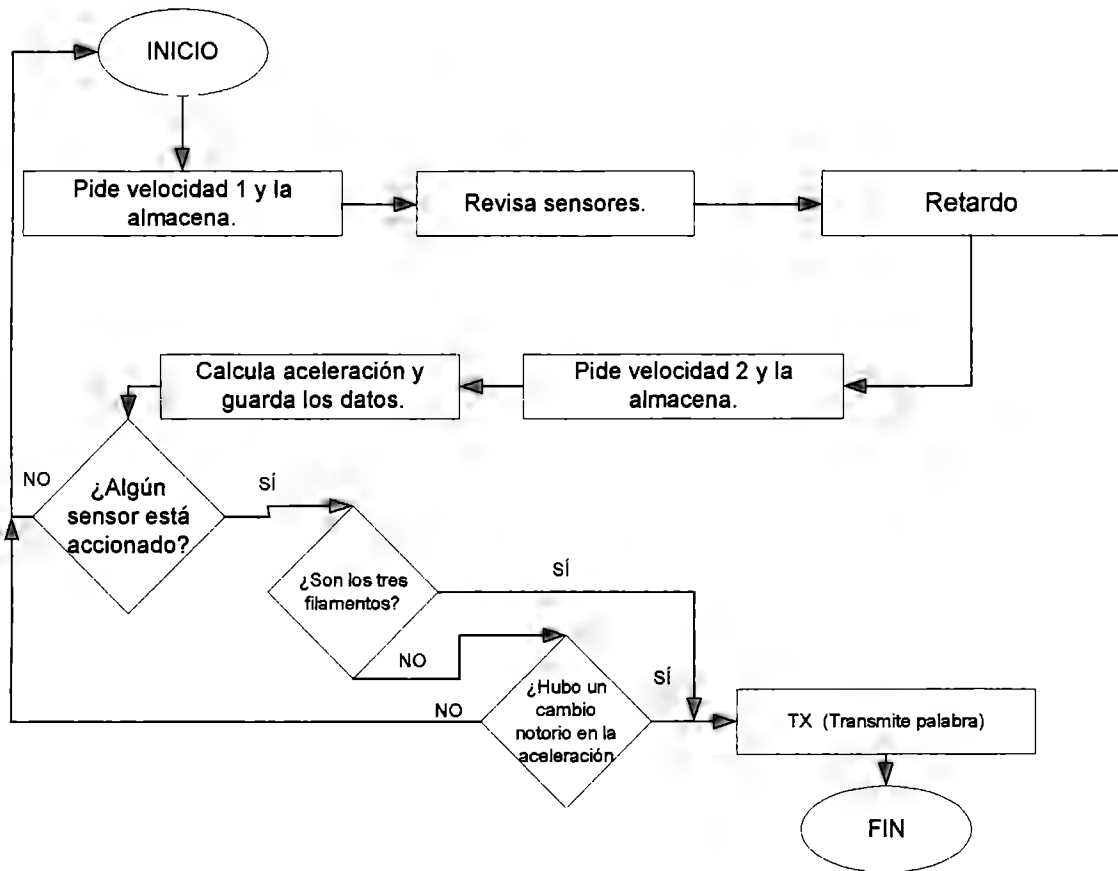 INICIO
Pide velocidad 1 y la
almacena.
Revisa sensores.
Retardo
Calcula aceleración y
guarda los datos.
Pide velocidad 2 y la
almacena.
NO
¿Algún
sensor está
accionado?
SÍ
¿Son los tres
filamentos?
SÍ
NO
¿Hubo un
cambio
notorio en la
aceleración
SÍ
NO
TX (Transmite palabra)
FIN